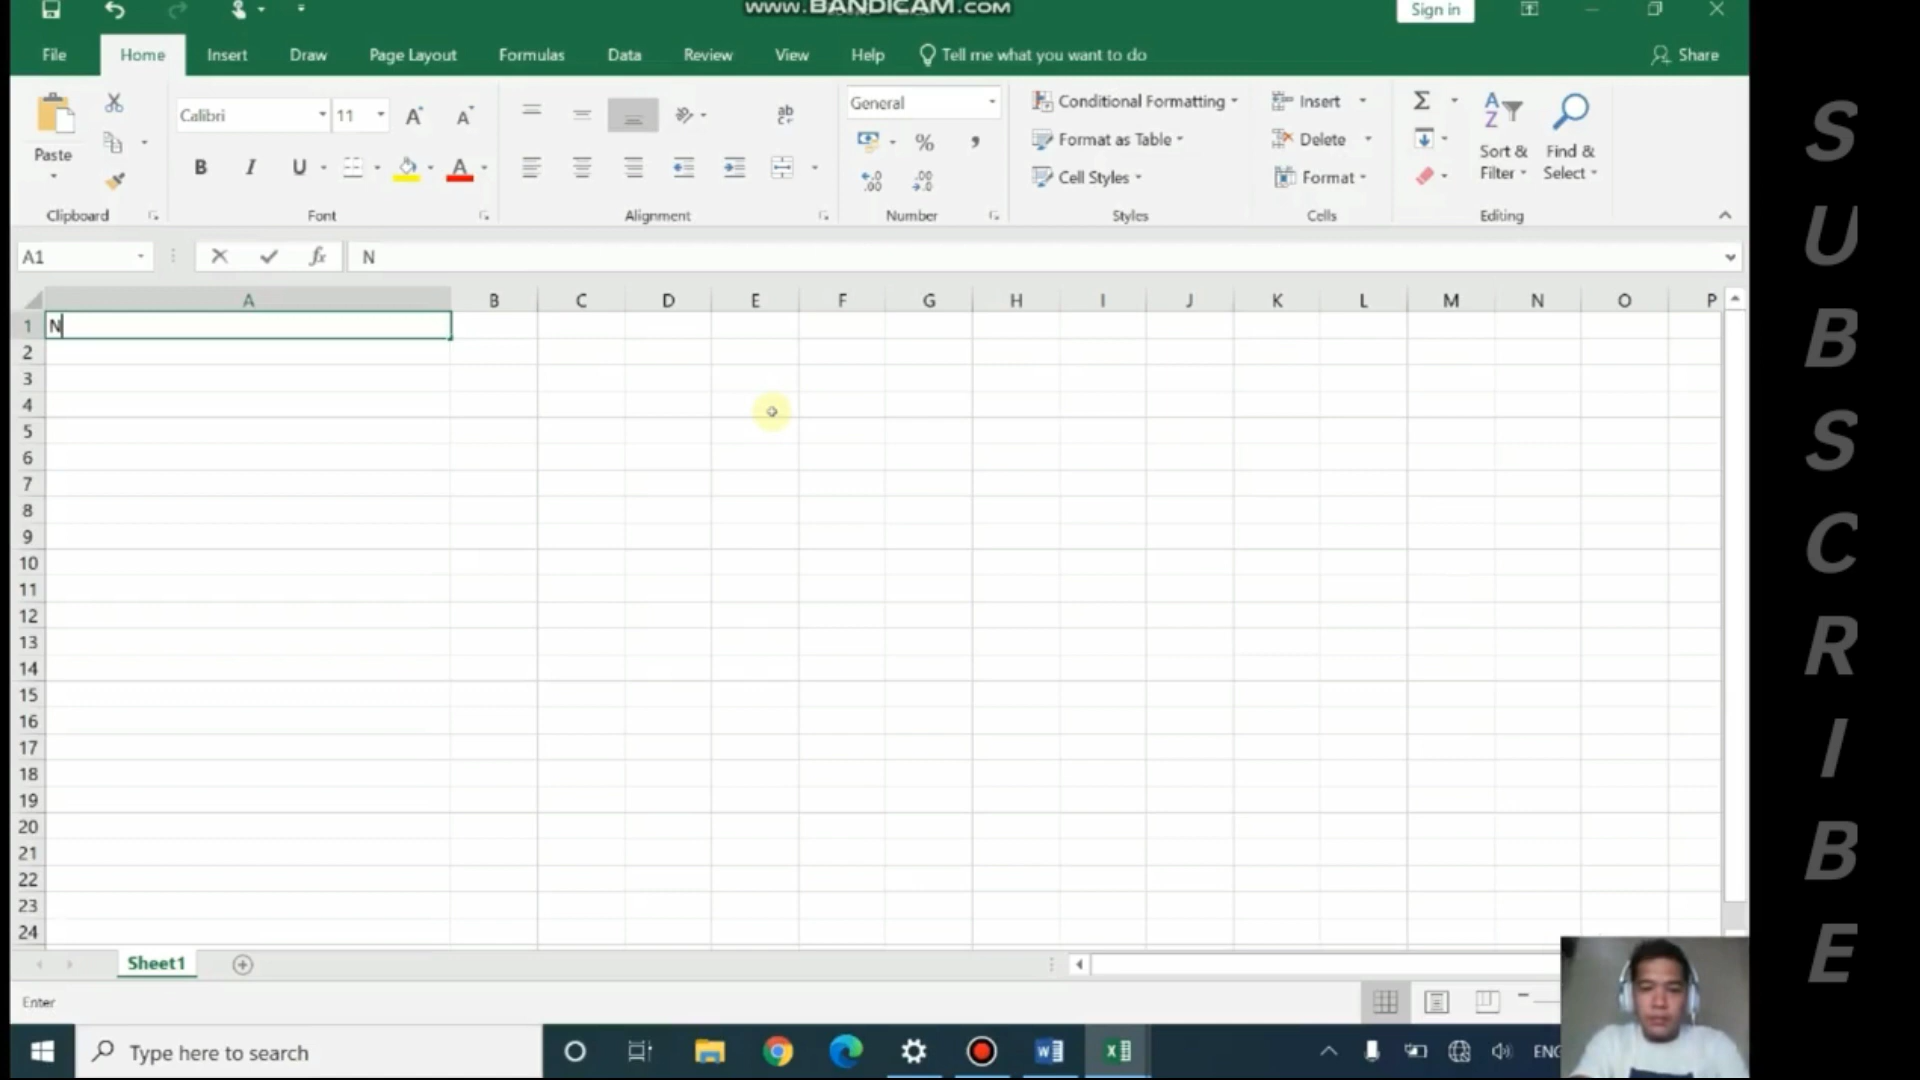 www.BANDICAM.COM
Sign in
File Home Insert Draw Page Layout Formulas Data Review View Help Tell me what you want to do Share
Paste
Calibri 11
General
Conditional Formatting
Format as Table
Cell Styles
Insert
Delete
Format
Sort & Filter
Find & Select
Clipboard Font Alignment Number Styles Cells Editing
A1 fx N
A B C D E F G H I J K L M N O P
1 N
2
3
4
5
6
7
8
9
10
11
12
13
14
15
16
17
18
19
20
21
22
23
24
Sheet1
Enter
Type here to search
ENG
S
U
B
S
C
R
I
B
E